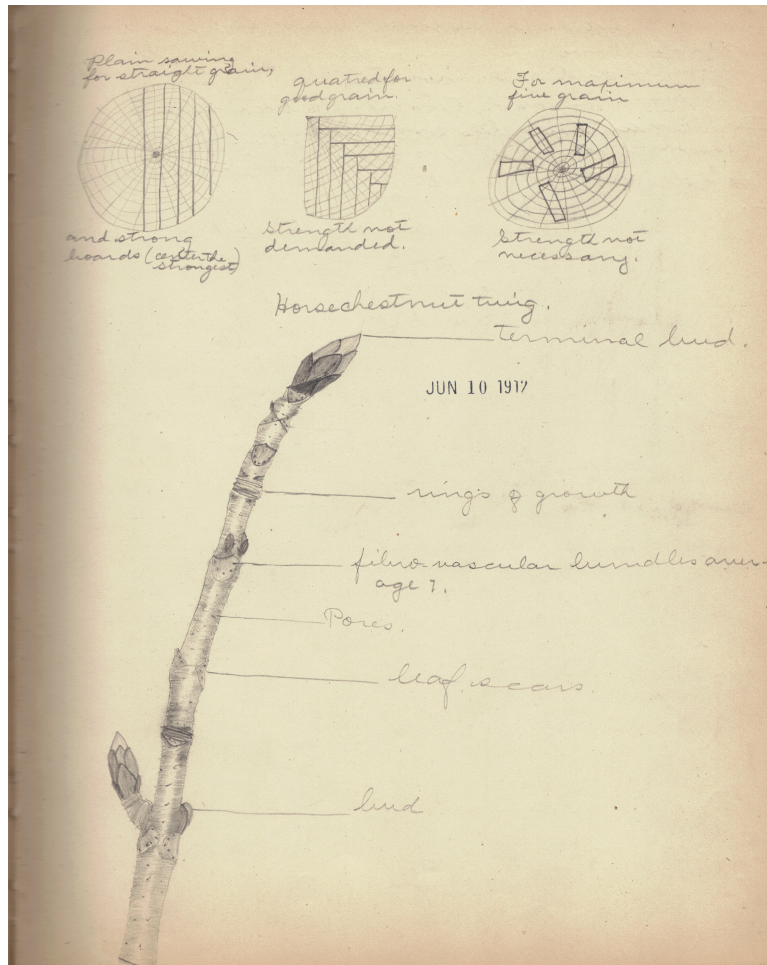 Plain sawing
for straight grain,
and strong
boards (center the
strongest)
quatred for
good grain.
Strength not
demanded.
For maximum
fine grain
Strength not
necessary.
Horsechestnut twig.
terminal bud.
JUN 10 1912
rings of growth
fibro-vascular bundles aver-
age 7.
Pores.
leaf scars.
bud